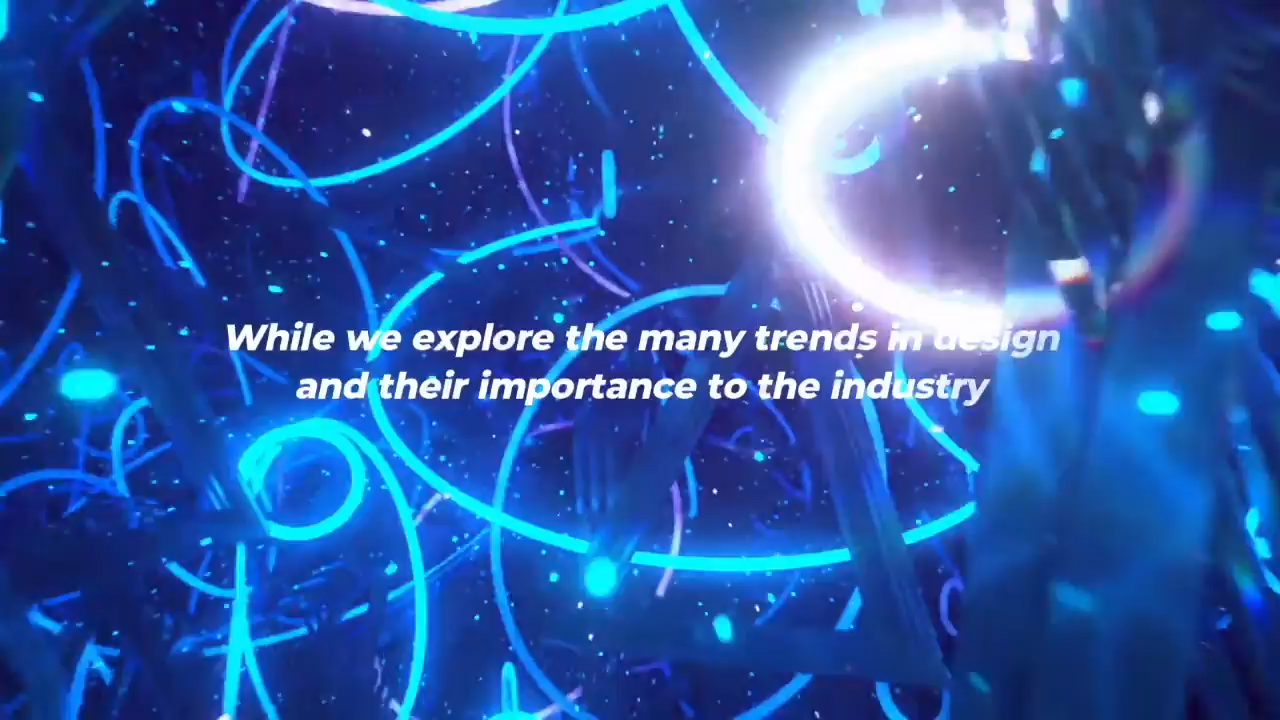 While we explore the many trends in design
and their importance to the industry